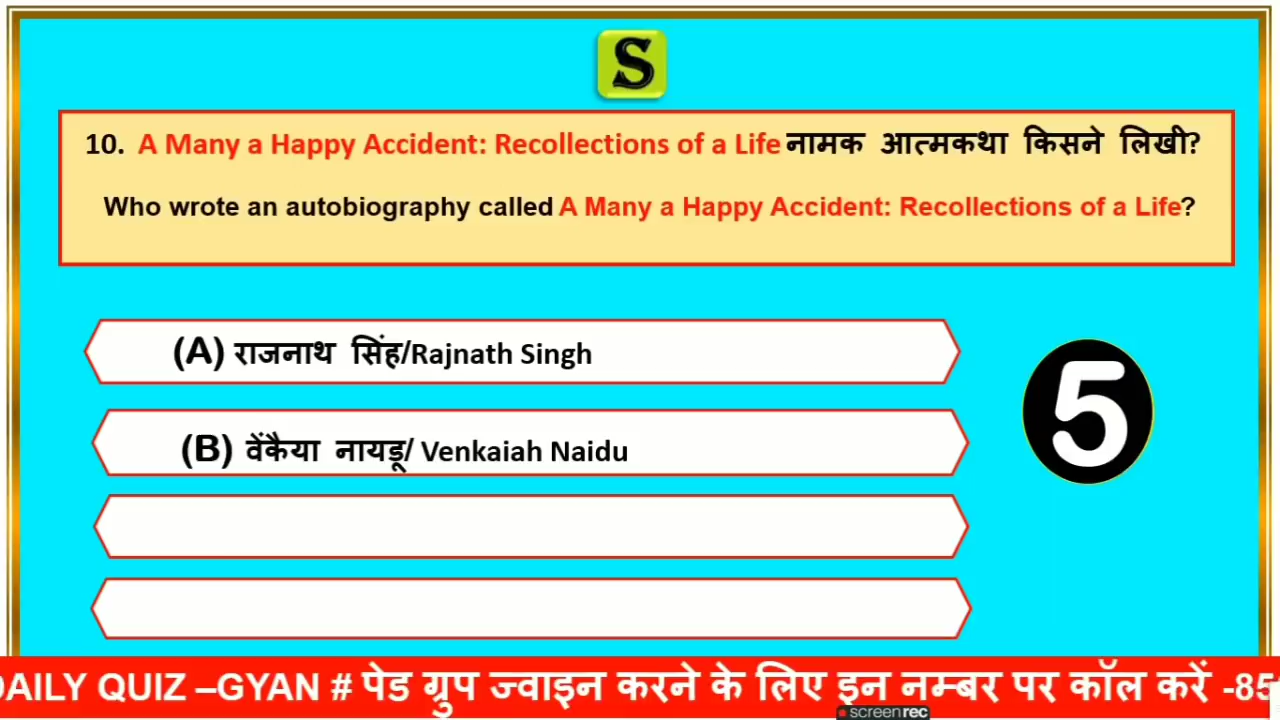 S
10. A Many a Happy Accident: Recollections of a Life नामक आत्मकथा किसने लिखी?
Who wrote an autobiography called A Many a Happy Accident: Recollections of a Life?
(A) राजनाथ सिंह/Rajnath Singh
5
(B) वेंकैया नायडू/ Venkaiah Naidu
DAILY QUIZ –GYAN # पेड ग्रुप ज्वाइन करने के लिए इन नम्बर पर कॉल करें -85
screenrec